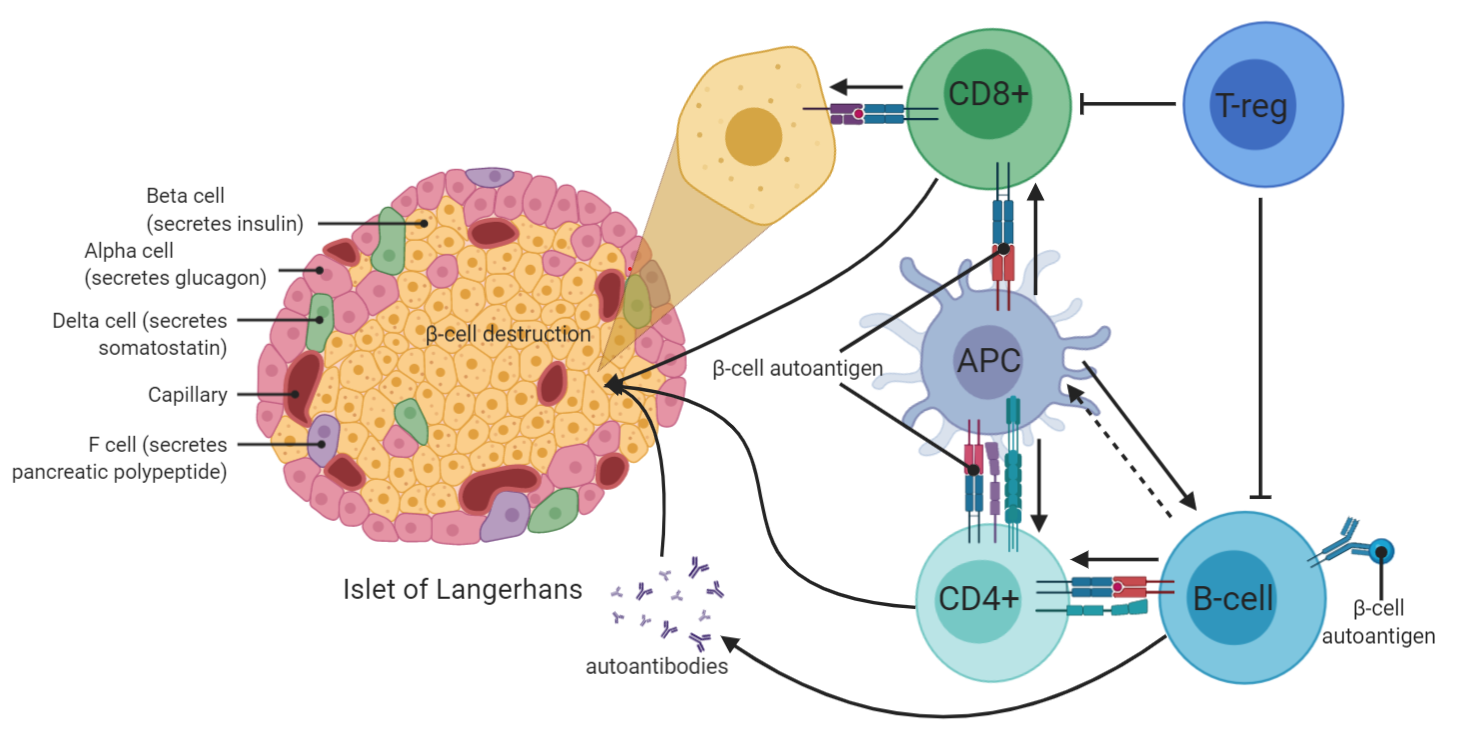 Beta cell
(secretes insulin)
Alpha cell
(secretes glucagon)
Delta cell (secretes
somatostatin)
Capillary
F cell (secretes
pancreatic polypeptide)
β-cell destruction
Islet of Langerhans
autoantibodies
β-cell autoantigen
CD8+
T-reg
APC
CD4+
B-cell
β-cell
autoantigen